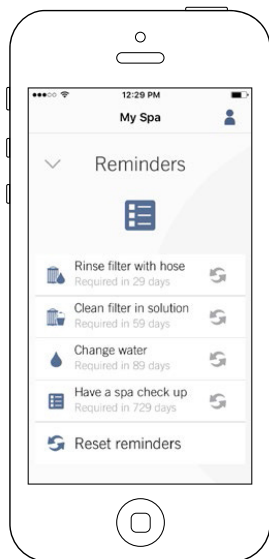 12:29 PM
My Spa
Reminders
Rinse filter with hose
Required in 29 days
Clean filter in solution
Required in 59 days
Change water
Required in 89 days
Have a spa check up
Required in 729 days
Reset reminders